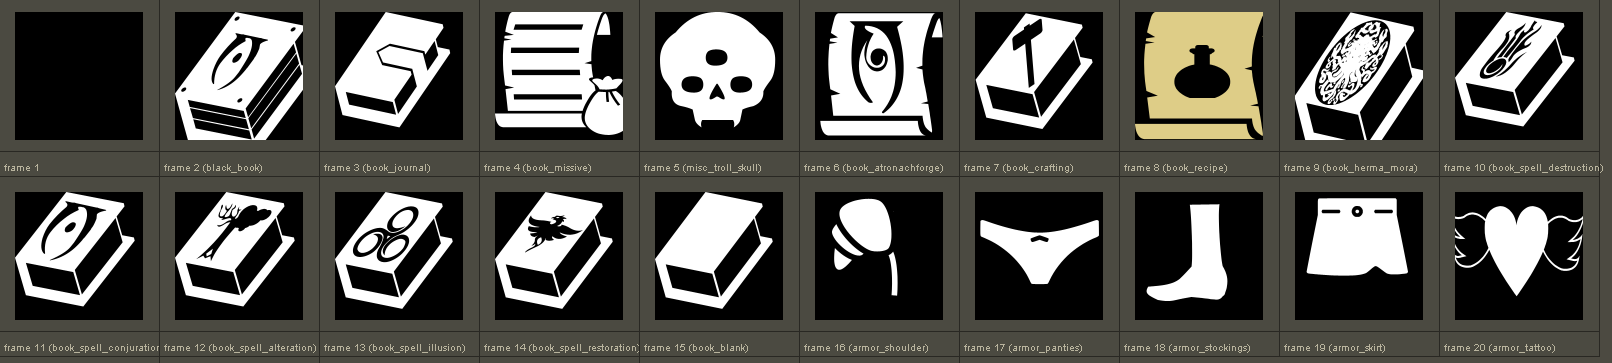 frame 1
frame 2 (black_book)
frame 3 (book_journal)
frame 4 (book_missive)
frame 5 (misc_troll_skull)
frame 6 (book_atronachforge)
frame 7 (book_crafting)
frame 8 (book_recipe)
frame 9 (book_herma_mora)
frame 10 (book_spell_destruction)
frame 11 (book_spell_conjuration
frame 12 (book_spell_alteration)
frame 13 (book_spell_illusion)
frame 14 (book_spell_restoration)
frame 15 (book_blank)
frame 16 (armor_shoulder)
frame 17 (armor_panties)
frame 18 (armor_stockings)
frame 19 (armor_skirt)
frame 20 (armor_tattoo)